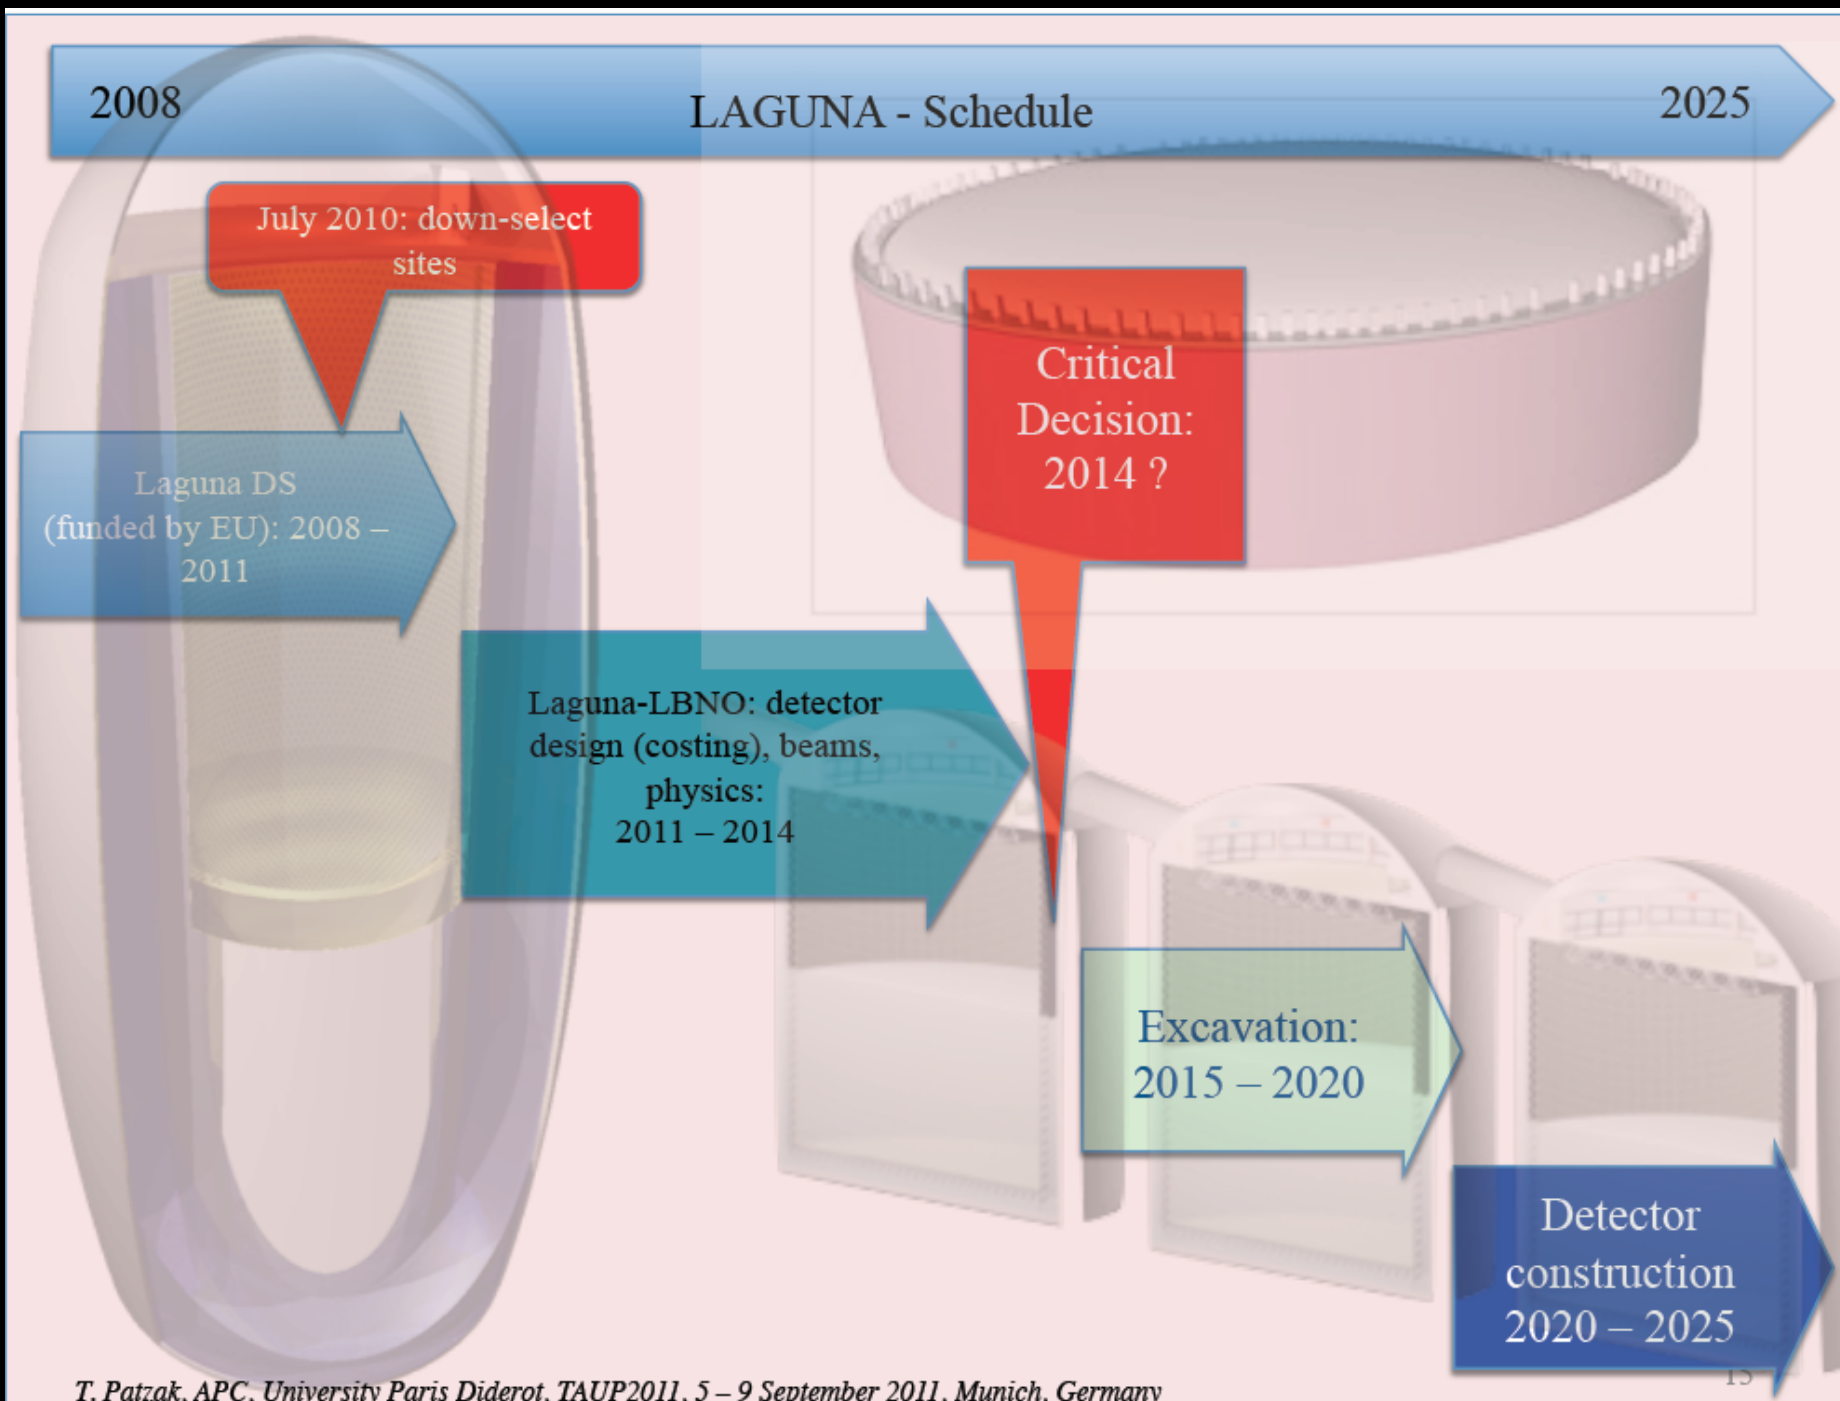 2008
LAGUNA - Schedule
2025
July 2010: down-select
sites
Critical
Decision:
2014 ?
Laguna DS
(funded by EU): 2008 –
2011
Laguna-LBNO: detector
design (costing), beams,
physics:
2011 – 2014
Excavation:
2015 – 2020
Detector
construction
2020 – 2025
15
T. Patzak, APC, University Paris Diderot, TAUP2011, 5 – 9 September 2011, Munich, Germany